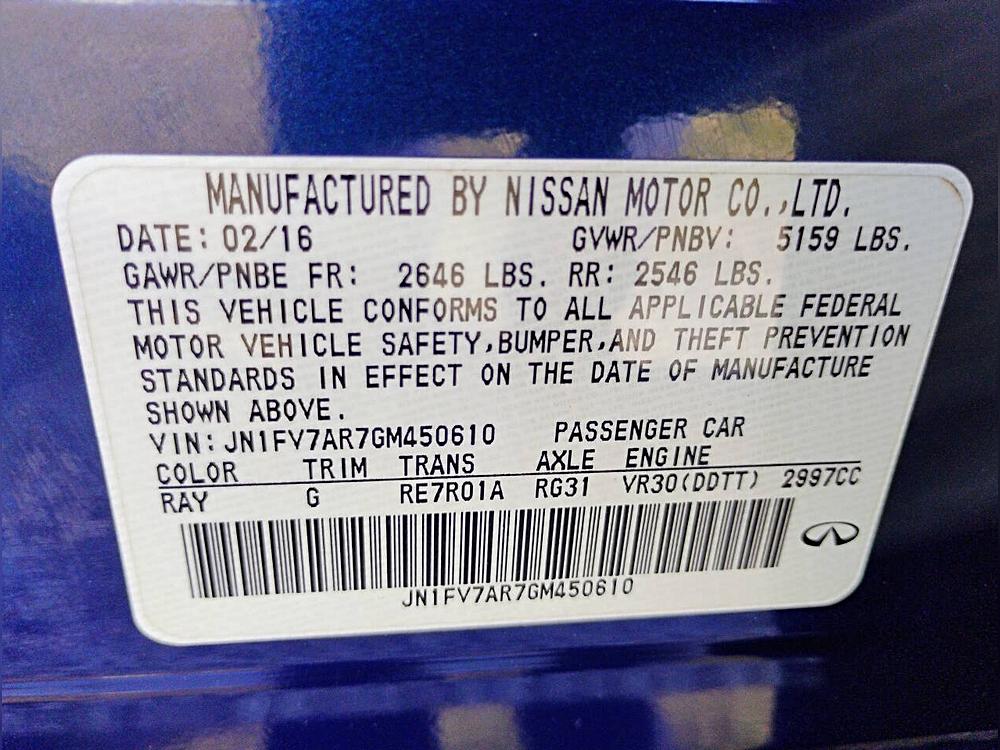 MANUFACTURED BY NISSAN MOTOR CO.,LTD.
DATE: 02/16 GVWR/PNBV: 5159 LBS.
GAWR/PNBE FR: 2646 LBS. RR: 2546 LBS.
THIS VEHICLE CONFORMS TO ALL APPLICABLE FEDERAL
MOTOR VEHICLE SAFETY,BUMPER,AND THEFT PREVENTION
STANDARDS IN EFFECT ON THE DATE OF MANUFACTURE
SHOWN ABOVE.
VIN: JN1FV7AR7GM450610 PASSENGER CAR
COLOR TRIM TRANS AXLE ENGINE
RAY G RE7R01A RG31 VR30(DDTT) 2997CC
JN1FV7AR7GM450610